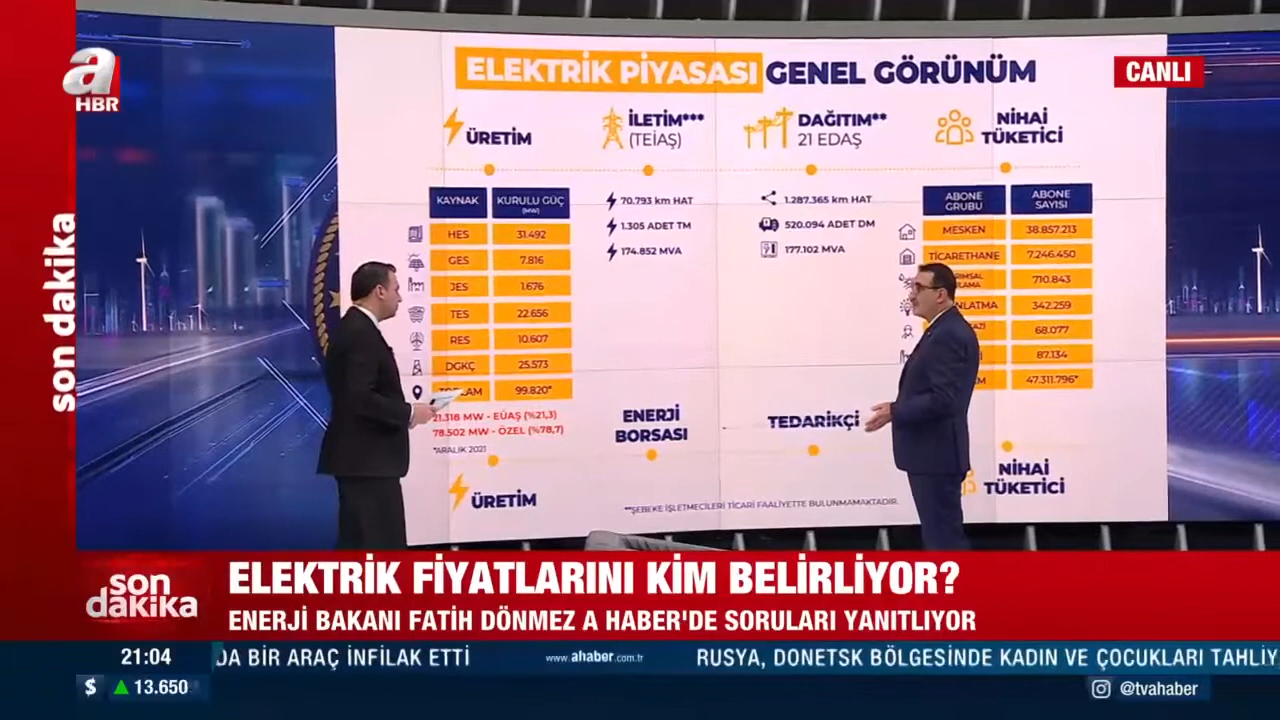 a
HBR
CANLI
son dakika
ELEKTRİK PİYASASI GENEL GÖRÜNÜM
ÜRETİM
İLETİM***
(TEİAŞ)
DAĞITIM**
21 EDAŞ
NİHAİ
TÜKETİCİ
KAYNAK KURULU GÜÇ
(MW)
HES 31.492
GES 7.816
JES 1.676
TES 22.656
RES 10.607
DGKÇ 25.573
99.820*
21.318 MW - EÜAŞ (%21,3)
78.502 MW - ÖZEL (%78,7)
*ARALIK 2021
70.793 km HAT
1.305 ADET TM
174.852 MVA
1.287.365 km HAT
520.094 ADET DM
177.102 MVA
ABONE
GRUBU
ABONE
SAYISI
MESKEN 38.857.213
TİCARETHANE 7.246.450
710.843
342.259
68.077
87.134
47.311.796*
ÜRETİM
ENERJİ
BORSASI
TEDARİKÇİ
NİHAİ
TÜKETİCİ
**ŞEBEKE İŞLETMECİLERİ TİCARİ FAALİYETTE BULUNMAMAKTADIR.
son
dakika
ELEKTRİK FİYATLARINI KİM BELİRLİYOR?
ENERJİ BAKANI FATİH DÖNMEZ A HABER'DE SORULARI YANITLIYOR
21:04 DA BİR ARAÇ İNFİLAK ETTİ www.ahaber.com.tr RUSYA, DONETSK BÖLGESİNDE KADIN VE ÇOCUKLARI TAHLİY
$ ▲ 13.650 @tvahaber